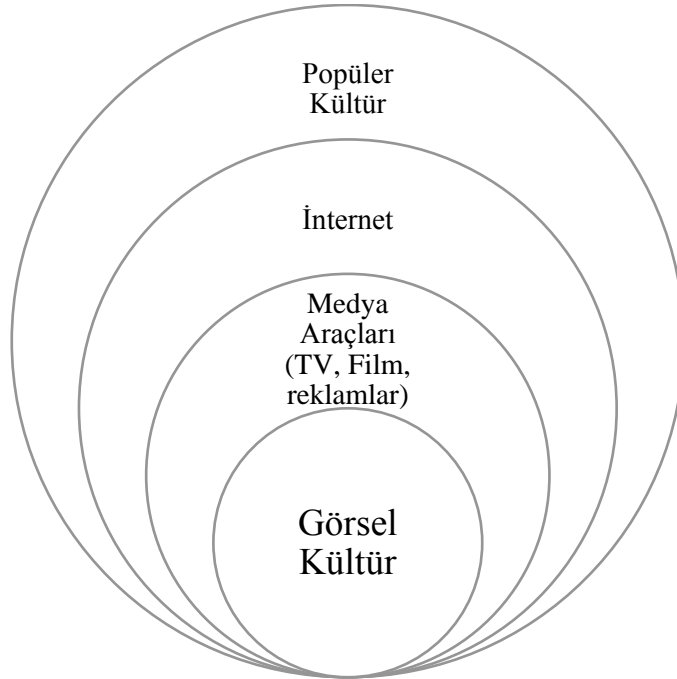 Popüler
Kültür
İnternet
Medya
Araçları
(TV, Film,
reklamlar)
Görsel
Kültür